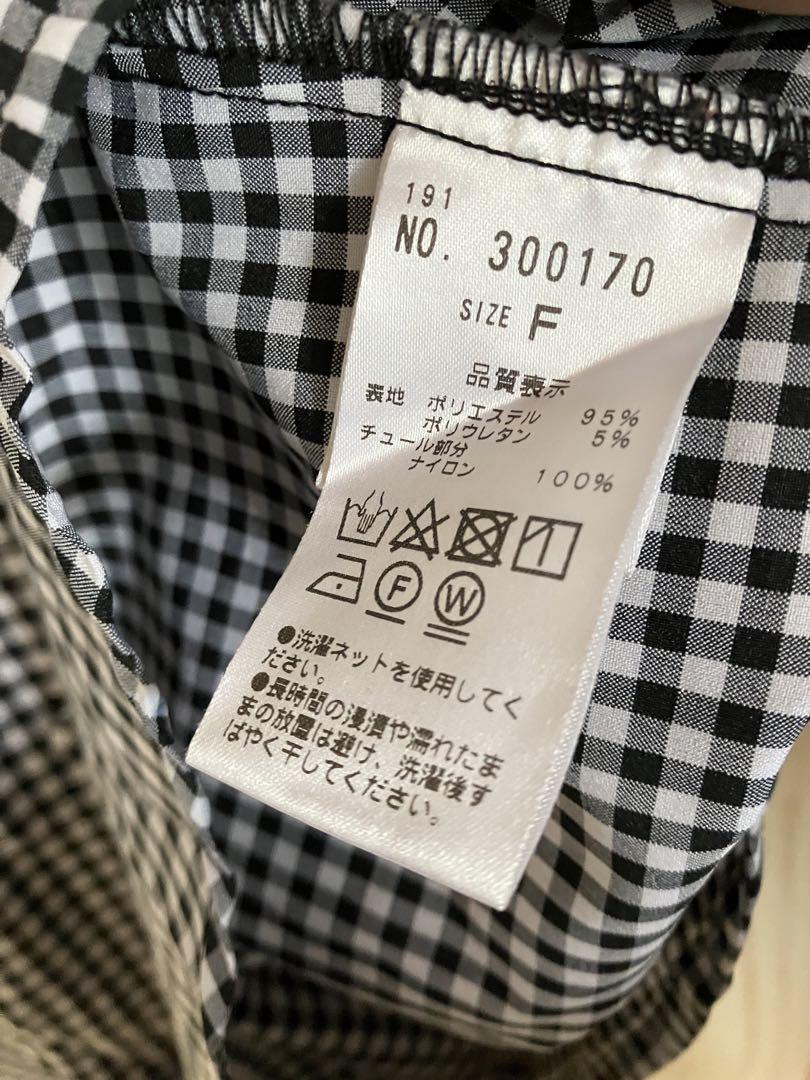 191
NO. 300170
SIZE F
品質表示
表地 ポリエステル 95%
ポリウレタン 5%
チュール部分
ナイロン 100%
F W
●洗濯ネットを使用してく
ださい。
●長時間の浸漬や濡れたま
まの放置は避け、洗濯後す
ばやく干してください。